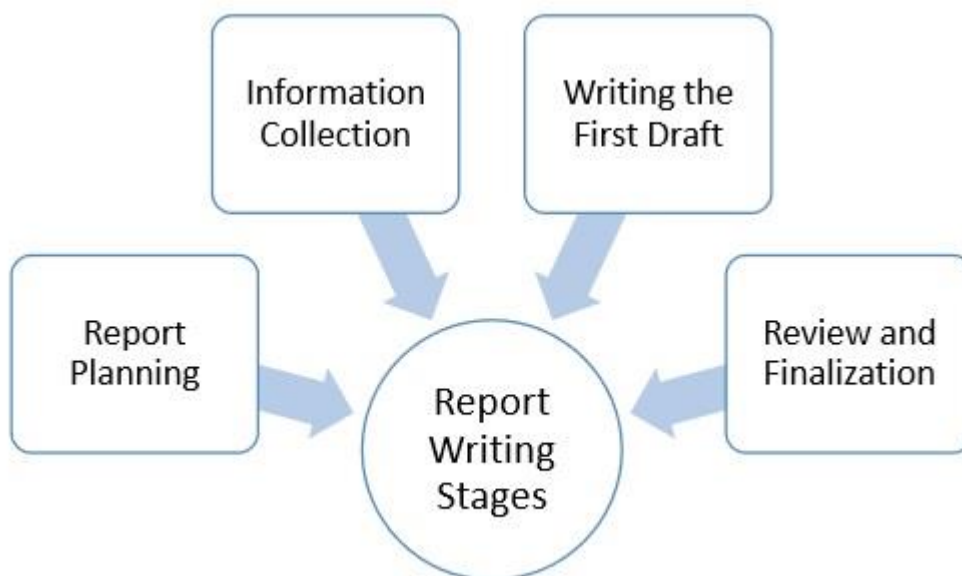 Information
Collection
Writing the
First Draft
Report
Planning
Review and
Finalization
Report
Writing
Stages